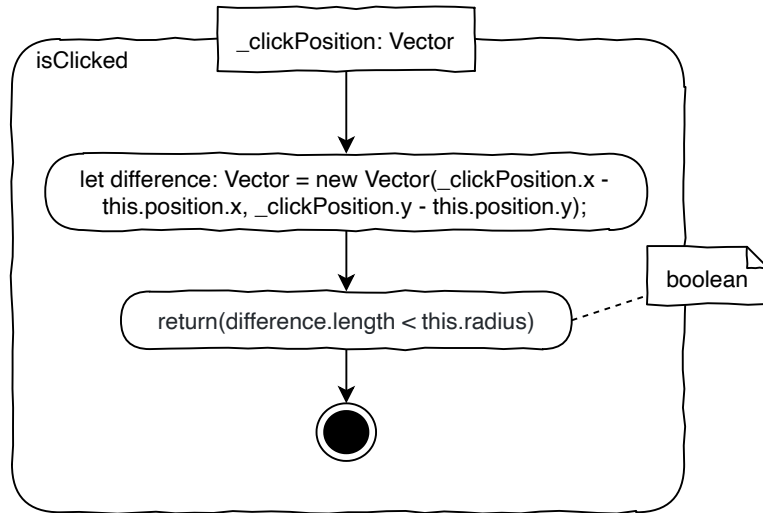 _clickPosition: Vector
isClicked
let difference: Vector = new Vector(_clickPosition.x -
this.position.x, _clickPosition.y - this.position.y);
boolean
return(difference.length < this.radius)